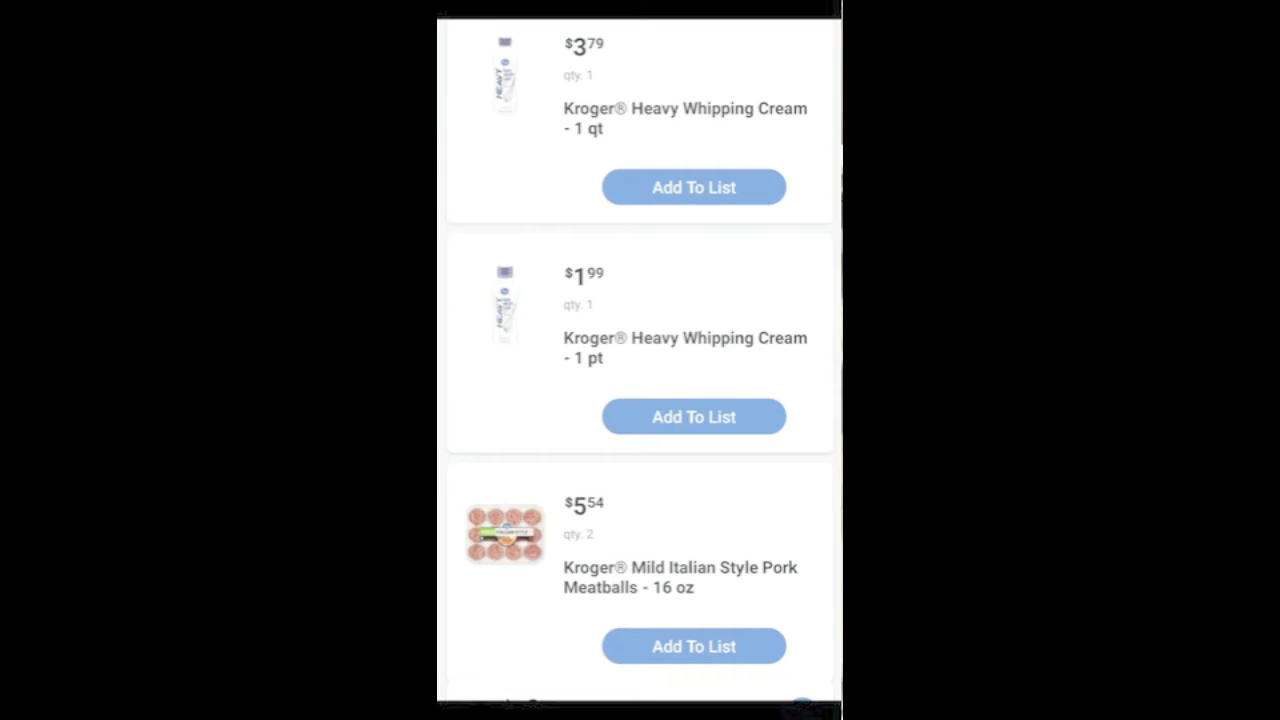 $3 79
qty. 1
HEAVY
Kroger® Heavy Whipping Cream
- 1 qt
Add To List
$1 99
qty. 1
HEAVY
Kroger® Heavy Whipping Cream
- 1 pt
Add To List
$5 54
qty. 2
Kroger® Mild Italian Style Pork
Meatballs - 16 oz
Add To List